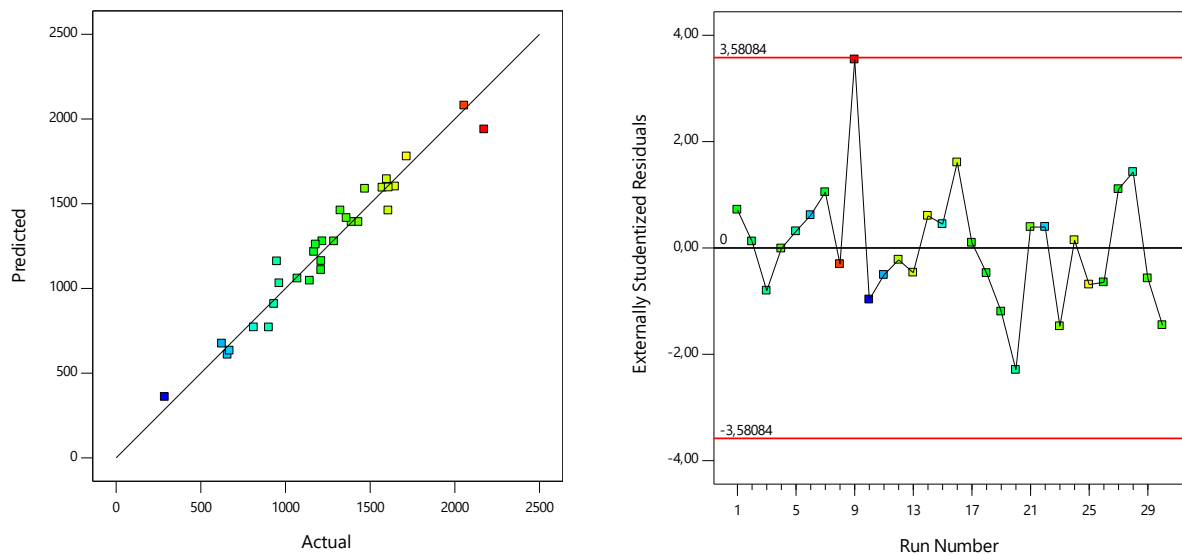 2500
2000
1500
1000
500
0
Predicted
0 500 1000 1500 2000 2500
Actual
4,00
2,00
0,00
-2,00
-4,00
Externally Studentized Residuals
3,58084
0
-3,58084
1 5 9 13 17 21 25 29
Run Number